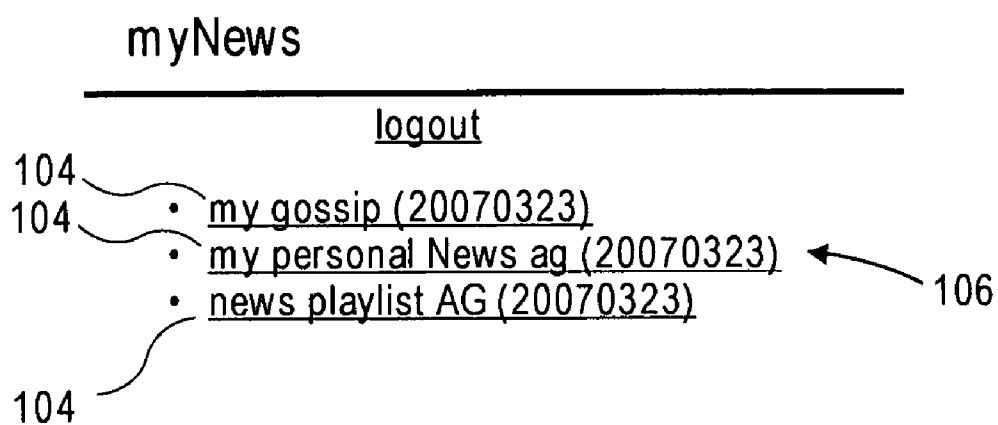 myNews
logout
104
• my gossip (20070323)
104
• my personal News ag (20070323)
106
• news playlist AG (20070323)
104